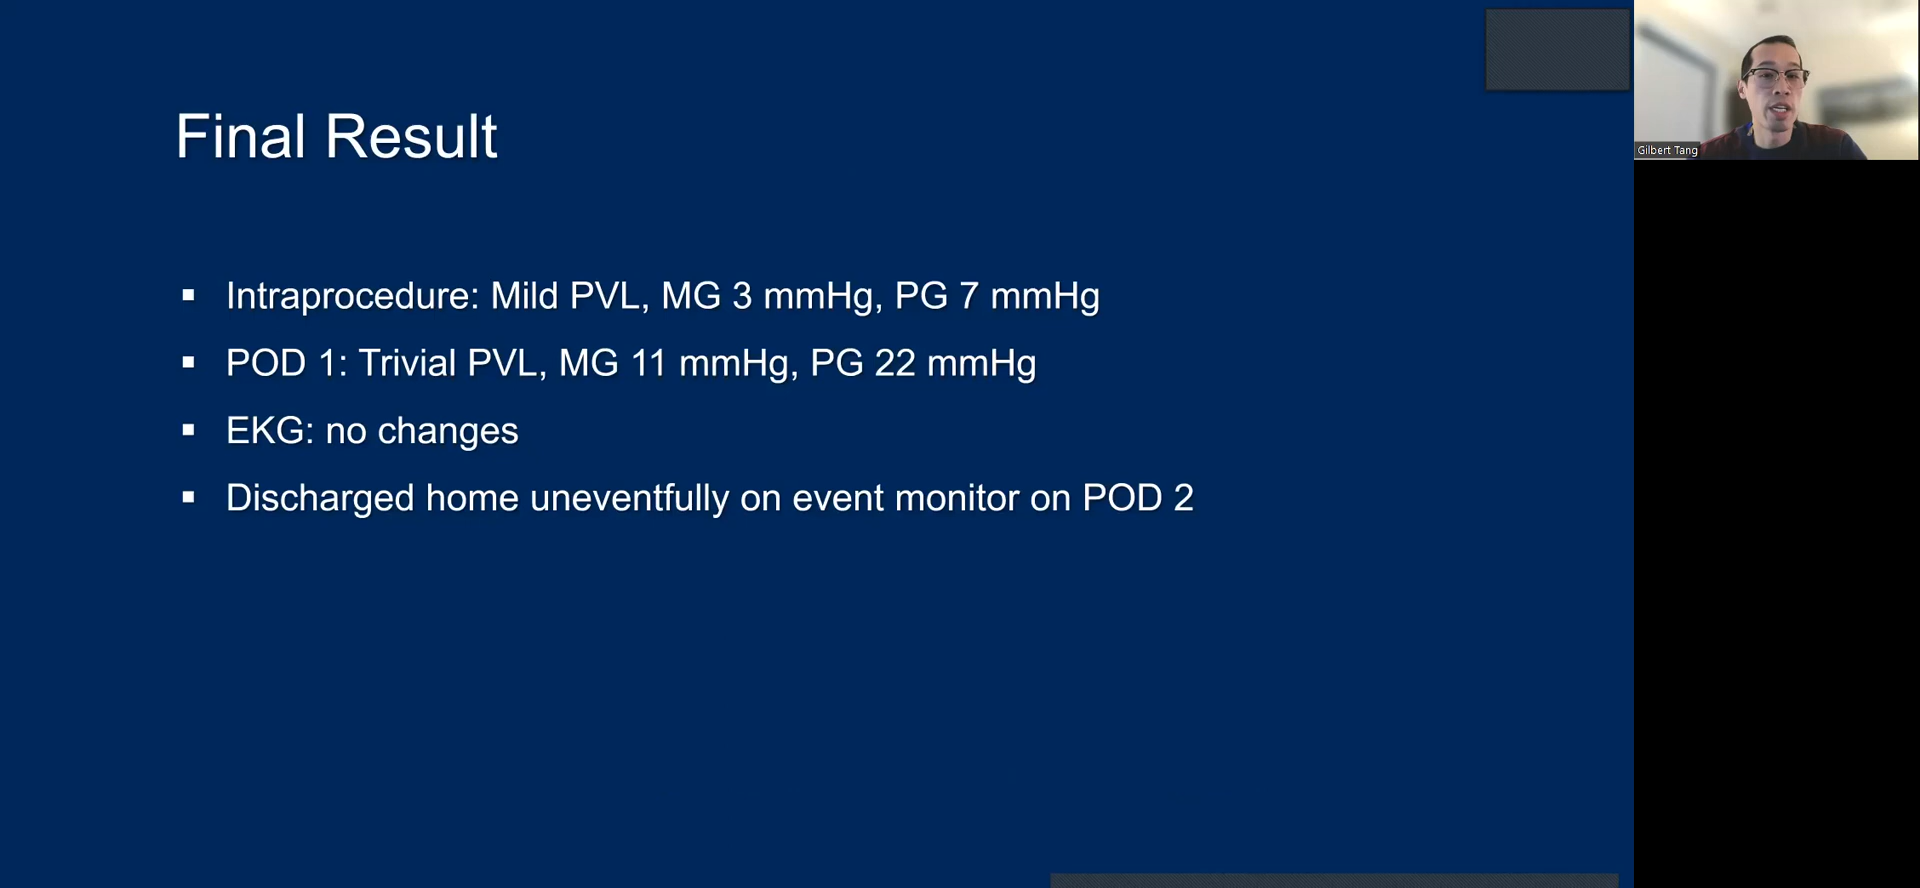 Final Result
Intraprocedure: Mild PVL, MG 3 mmHg, PG 7 mmHg
POD 1: Trivial PVL, MG 11 mmHg, PG 22 mmHg
EKG: no changes
Discharged home uneventfully on event monitor on POD 2
Gilbert Tang